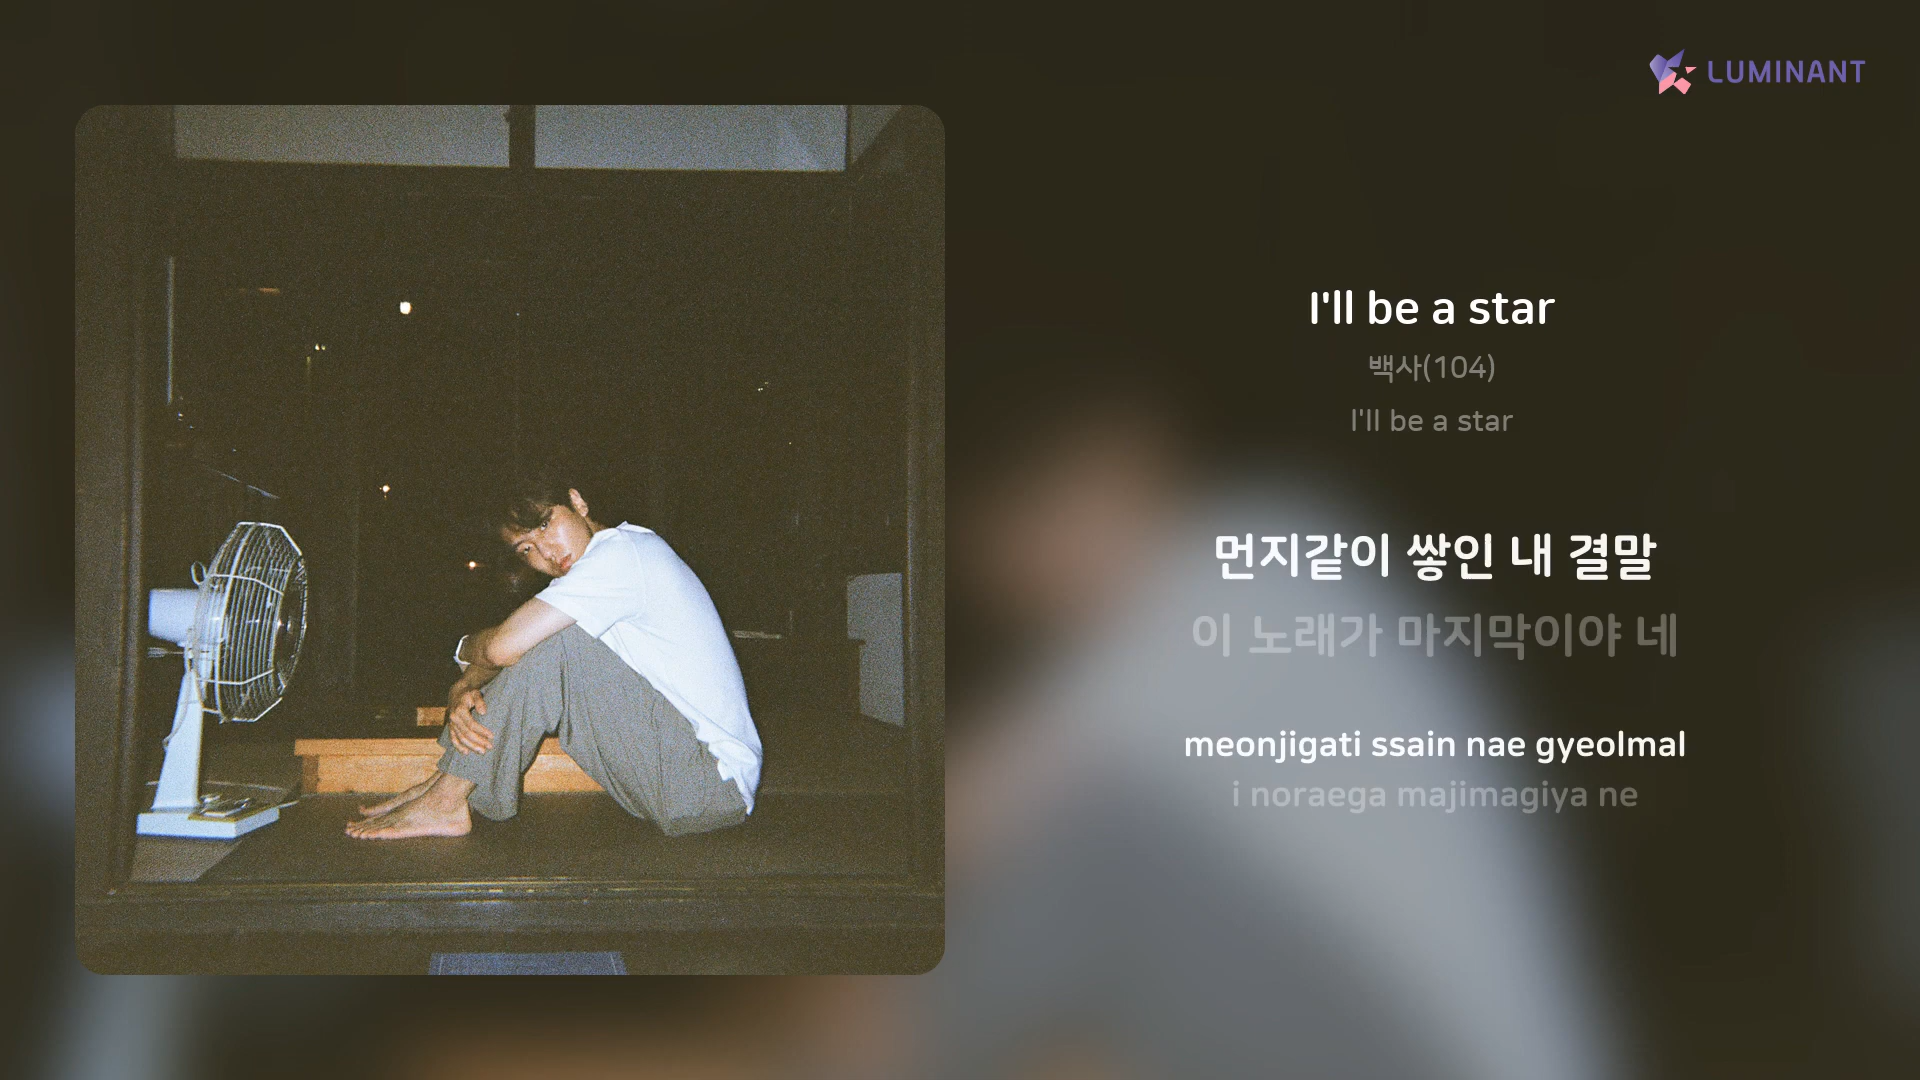 LUMINANT
I'll be a star
백사(104)
I'll be a star
먼지같이 쌓인 내 결말
이 노래가 마지막이야 네
meonjigati ssain nae gyeolmal
i noraega majimagiya ne